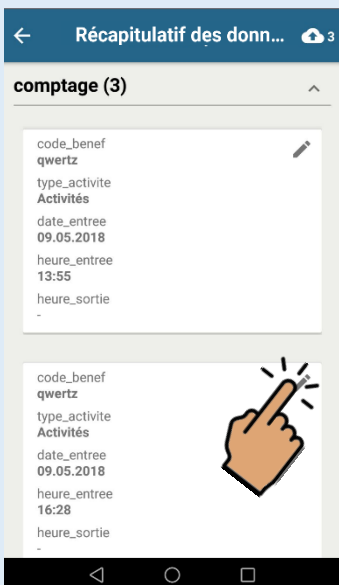 Récapitulatif des donn... 3
comptage (3)
code_benef
qwertz
type_activite
Activités
date_entree
09.05.2018
heure_entree
13:55
heure_sortie
-
code_benef
qwertz
type_activite
Activités
date_entree
09.05.2018
heure_entree
16:28
heure_sortie
-